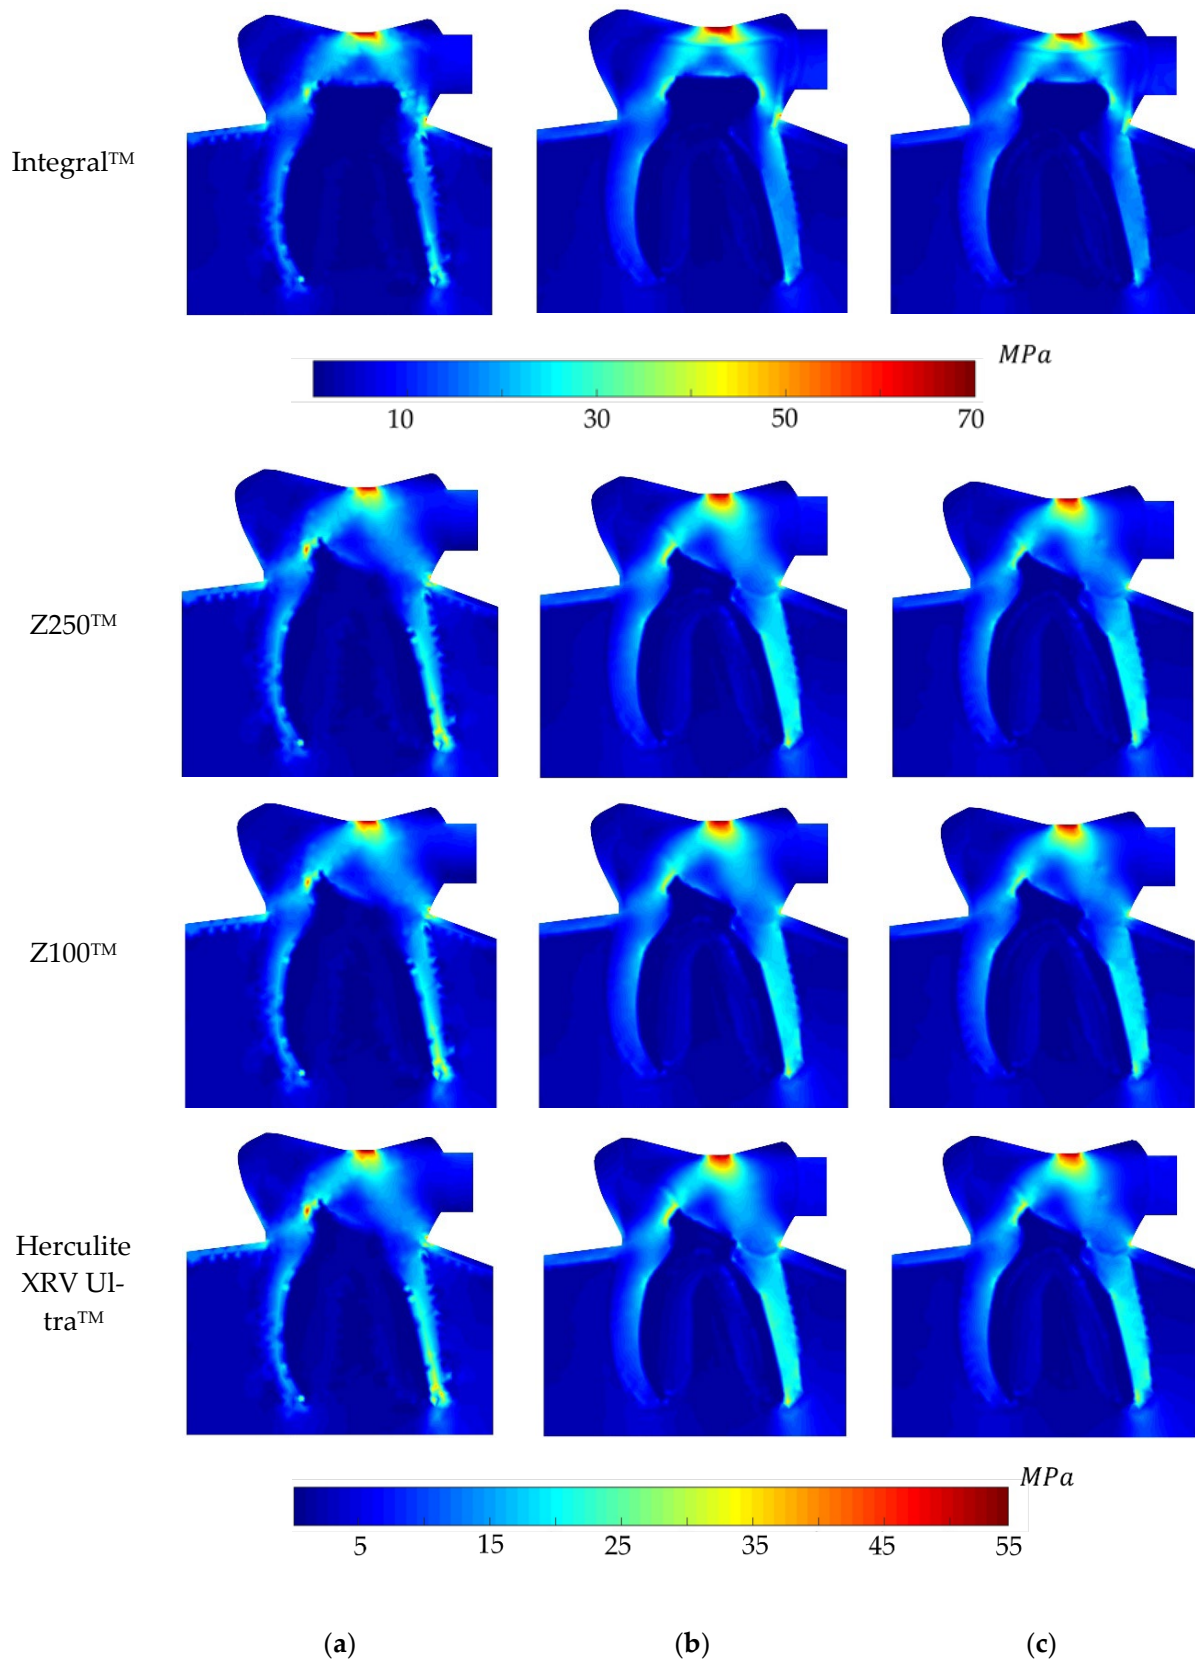 Integral™
MPa
10 30 50 70
Z250™
Z100™
Herculite
XRV Ul-
tra™
MPa
5 15 25 35 45 55
(a) (b) (c)